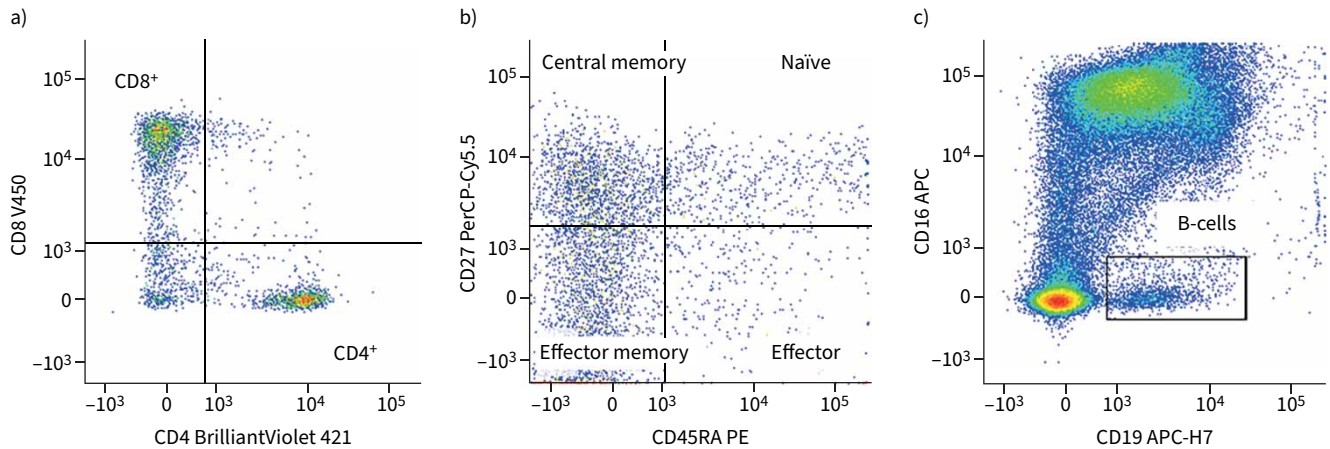 a)
CD8⁺
10⁵
10⁴
10³
0
–10³
CD8 V450
CD4⁺
–10³ 0 10³ 10⁴ 10⁵
CD4 BrilliantViolet 421
b)
Central memory Naïve
10⁵
10⁴
10³
0
–10³
CD27 PerCP-Cy5.5
Effector memory Effector
–10³ 0 10³ 10⁴ 10⁵
CD45RA PE
c)
10⁵
10⁴
10³
0
–10³
CD16 APC
B-cells
–10³ 0 10³ 10⁴ 10⁵
CD19 APC-H7